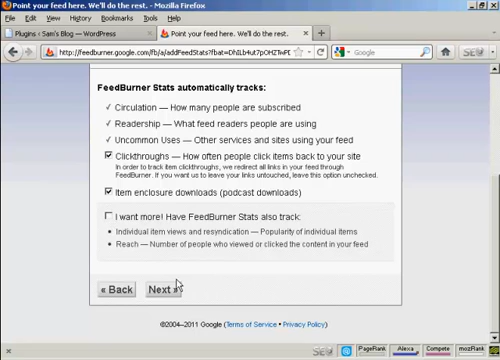 Point your feed here. We'll do the rest. - Mozilla Firefox
File Edit View History Bookmarks Tools Help
Plugins ‹ Sam's Blog — WordPress
Point your feed here. We'll do the rest.
http://feedburner.google.com/fb/a/addFeedStats?
Google
FeedBurner Stats automatically tracks:
✓ Circulation — How many people are subscribed
✓ Readership — What feed readers people are using
✓ Uncommon Uses — Other services and sites using your feed
Clickthroughs — How often people click items back to your site
In order to track item clickthroughs, we redirect all links in your feed through
FeedBurner. If you want us to leave your links untouched, leave this option unchecked.
Item enclosure downloads (podcast downloads)
I want more! Have FeedBurner Stats also track:
• Individual item views and resyndication — Popularity of individual items
• Reach — Number of people who viewed or clicked the content in your feed
« Back Next »
©2004–2011 Google (Terms of Service • Privacy Policy)
PageRank Alexa Compete mozRank